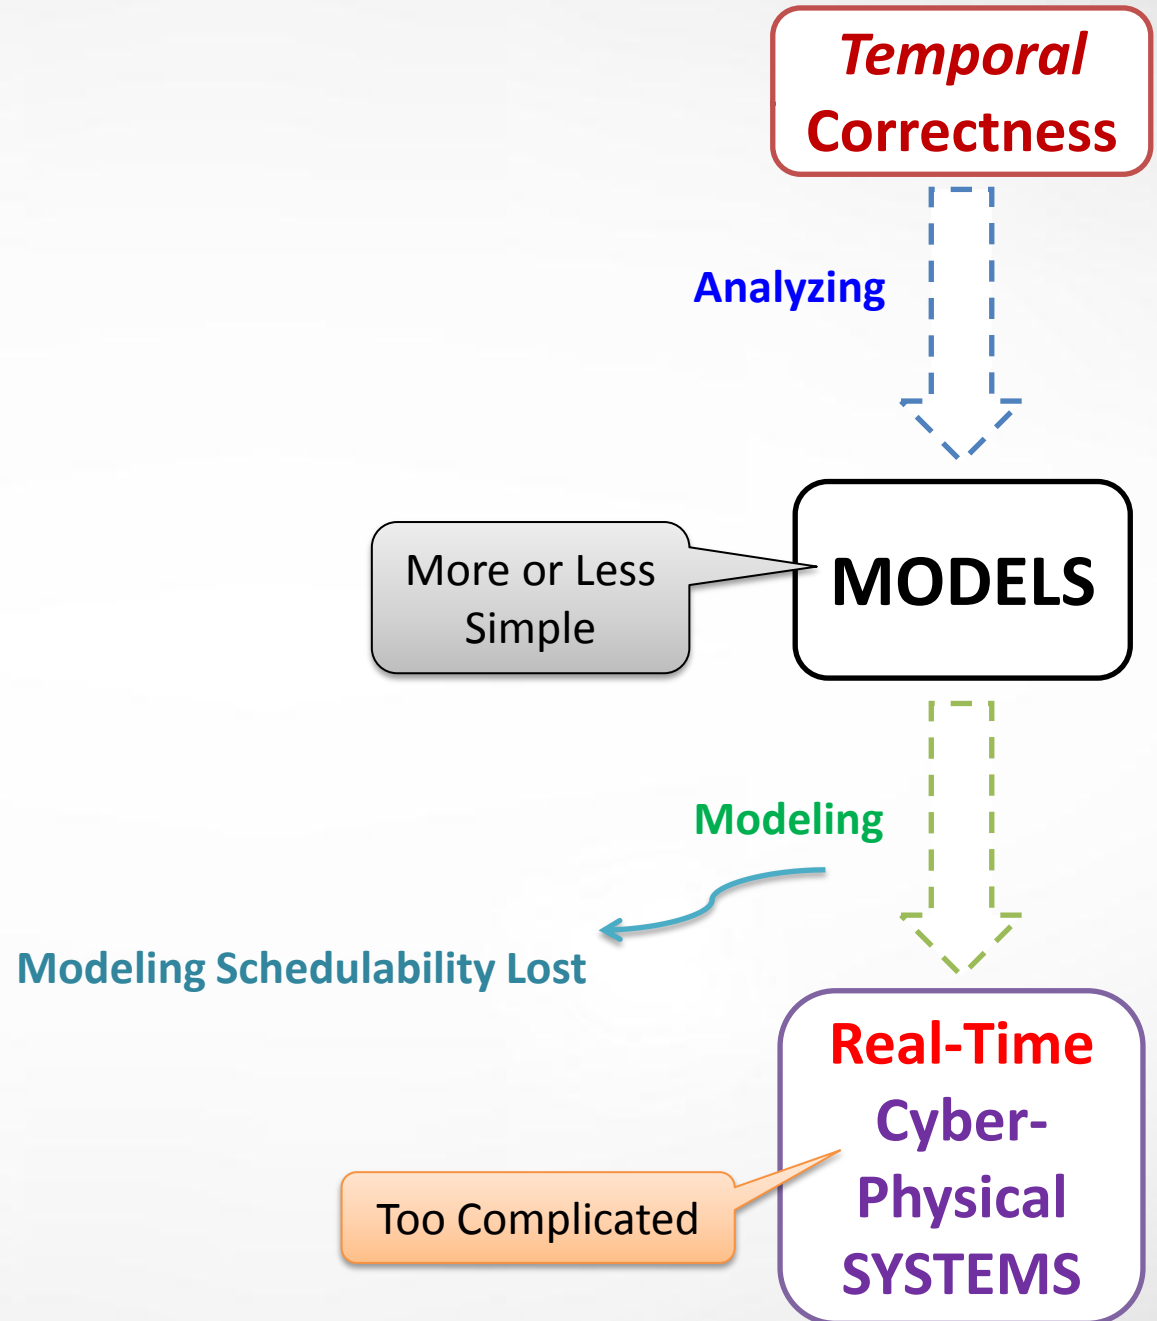 Temporal
Correctness
Analyzing
More or Less
Simple
MODELS
Modeling
Modeling Schedulability Lost
Real-Time
Cyber-
Physical
SYSTEMS
Too Complicated